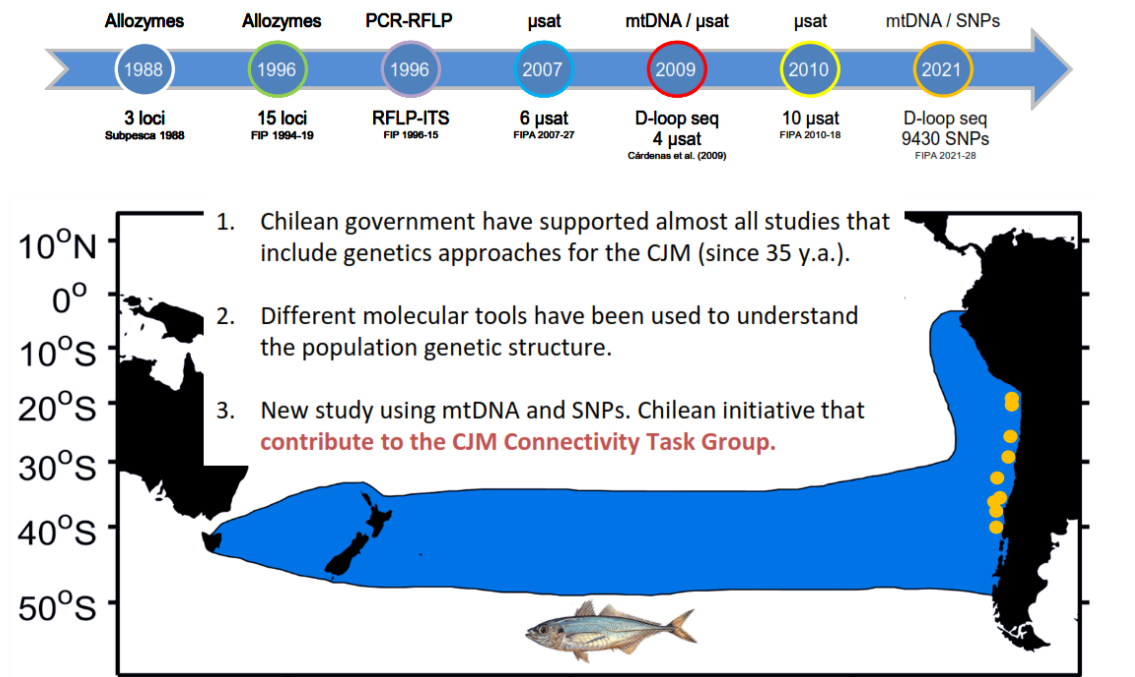 Allozymes
Allozymes
PCR-RFLP
µsat
mtDNA / µsat
µsat
mtDNA / SNPs
1988
1996
1996
2007
2009
2010
2021
3 loci
Subpesca 1988
15 loci
FIP 1994-19
RFLP-ITS
FIP 1996-15
6 µsat
FIPA 2007-27
D-loop seq
4 µsat
Cárdenas et al. (2009)
10 µsat
FIPA 2010-18
D-loop seq
9430 SNPs
FIPA 2021-28
1. Chilean government have supported almost all studies that
include genetics approaches for the CJM (since 35 y.a.).
2. Different molecular tools have been used to understand
the population genetic structure.
3. New study using mtDNA and SNPs. Chilean initiative that
contribute to the CJM Connectivity Task Group.
10°N
0°
10°S
20°S
30°S
40°S
50°S